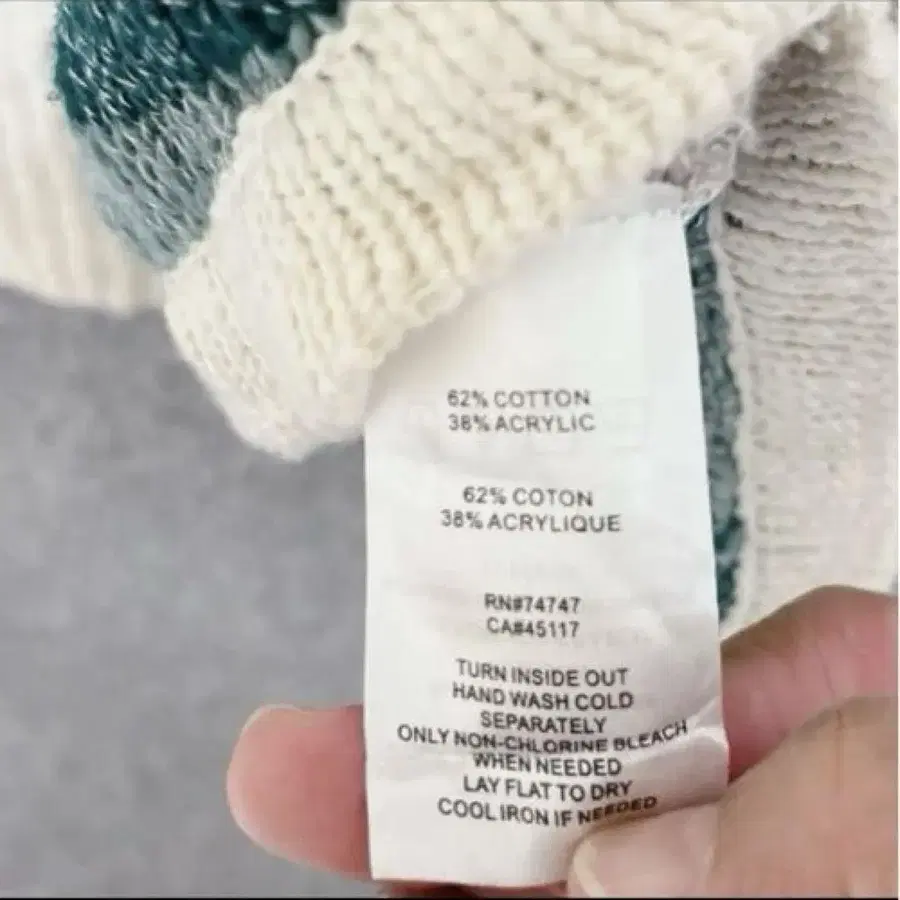 62% COTTON
38% ACRYLIC
62% COTON
38% ACRYLIQUE
RN#74747
CA#45117
TURN INSIDE OUT
HAND WASH COLD
SEPARATELY
ONLY NON-CHLORINE BLEACH
WHEN NEEDED
LAY FLAT TO DRY
COOL IRON IF NEEDED